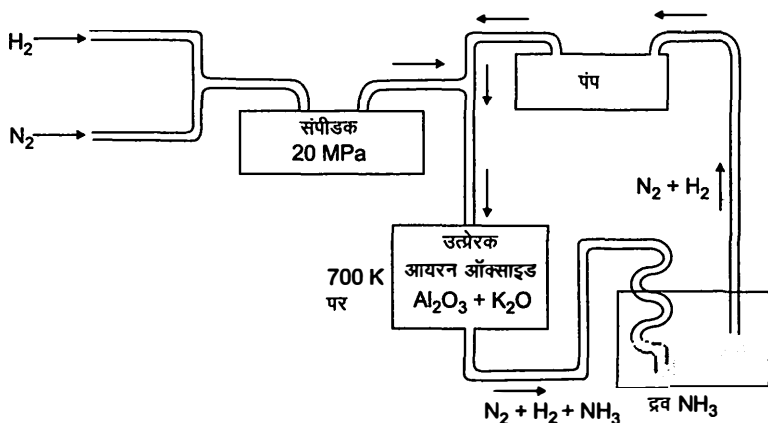 H₂
N₂
संपीडक
20 MPa
पंप
N₂ + H₂
700 K
पर
उत्प्रेरक
आयरन ऑक्साइड
Al₂O₃ + K₂O
N₂ + H₂ + NH₃
द्रव NH₃